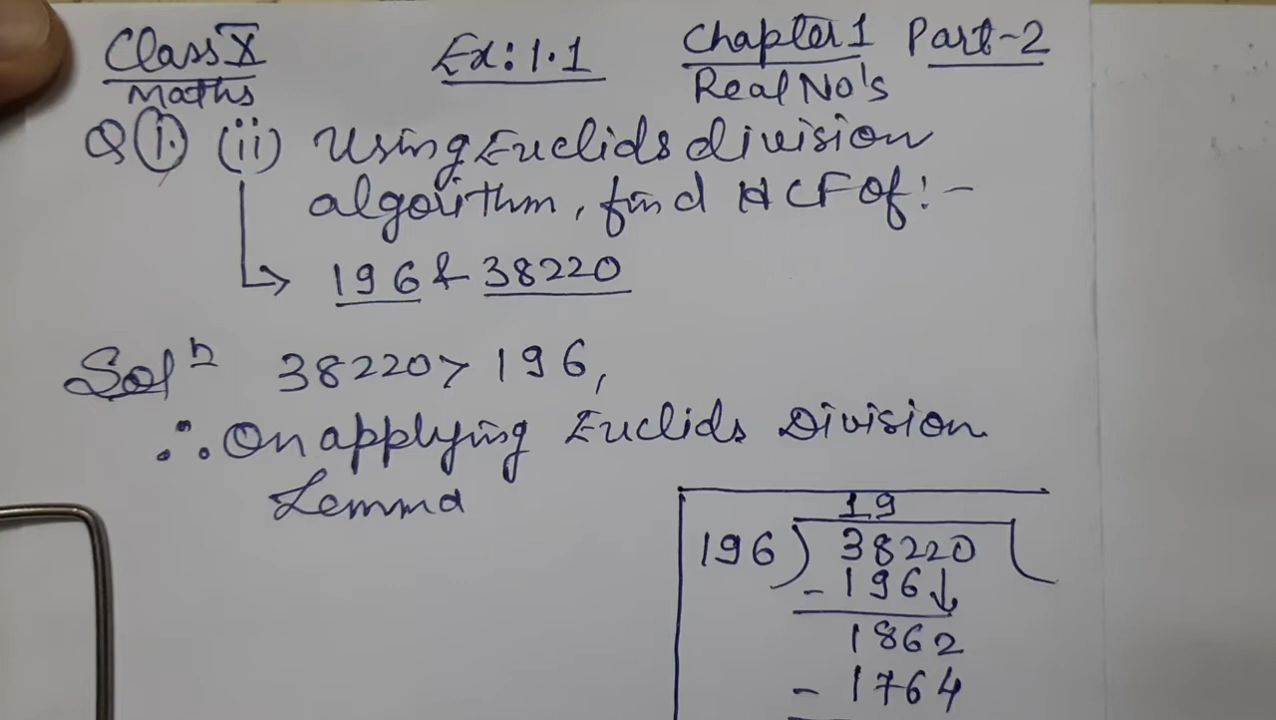 Class X Ex: 1.1 Chapter 1 Part-2
Maths Real No's
Q 1. (ii) Using Euclids division
algorithm, find HCF of:-
196 & 38220
Solⁿ 38220 > 196,
∴ On applying Euclids Division
Lemma
19
196) 38220 (
- 196↓
1862
- 1764